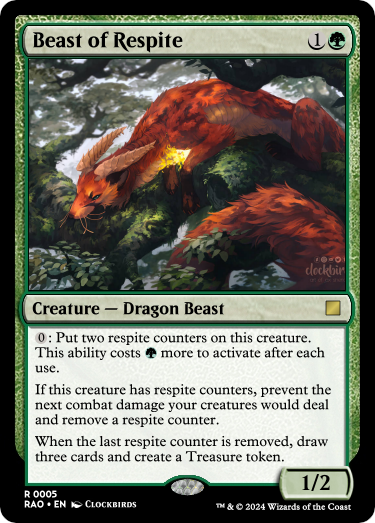 Beast of Respite 1
0: Put two respite counters on this creature.
This ability costs more to activate after each
use.
If this creature has respite counters, prevent the
next combat damage your creatures would deal
and remove a respite counter.
When the last respite counter is removed, draw
three cards and create a Treasure token.
Creature — Dragon Beast
1/2
R 0005
RAO • EN Clockbirds
™ & © 2024 Wizards of the Coast